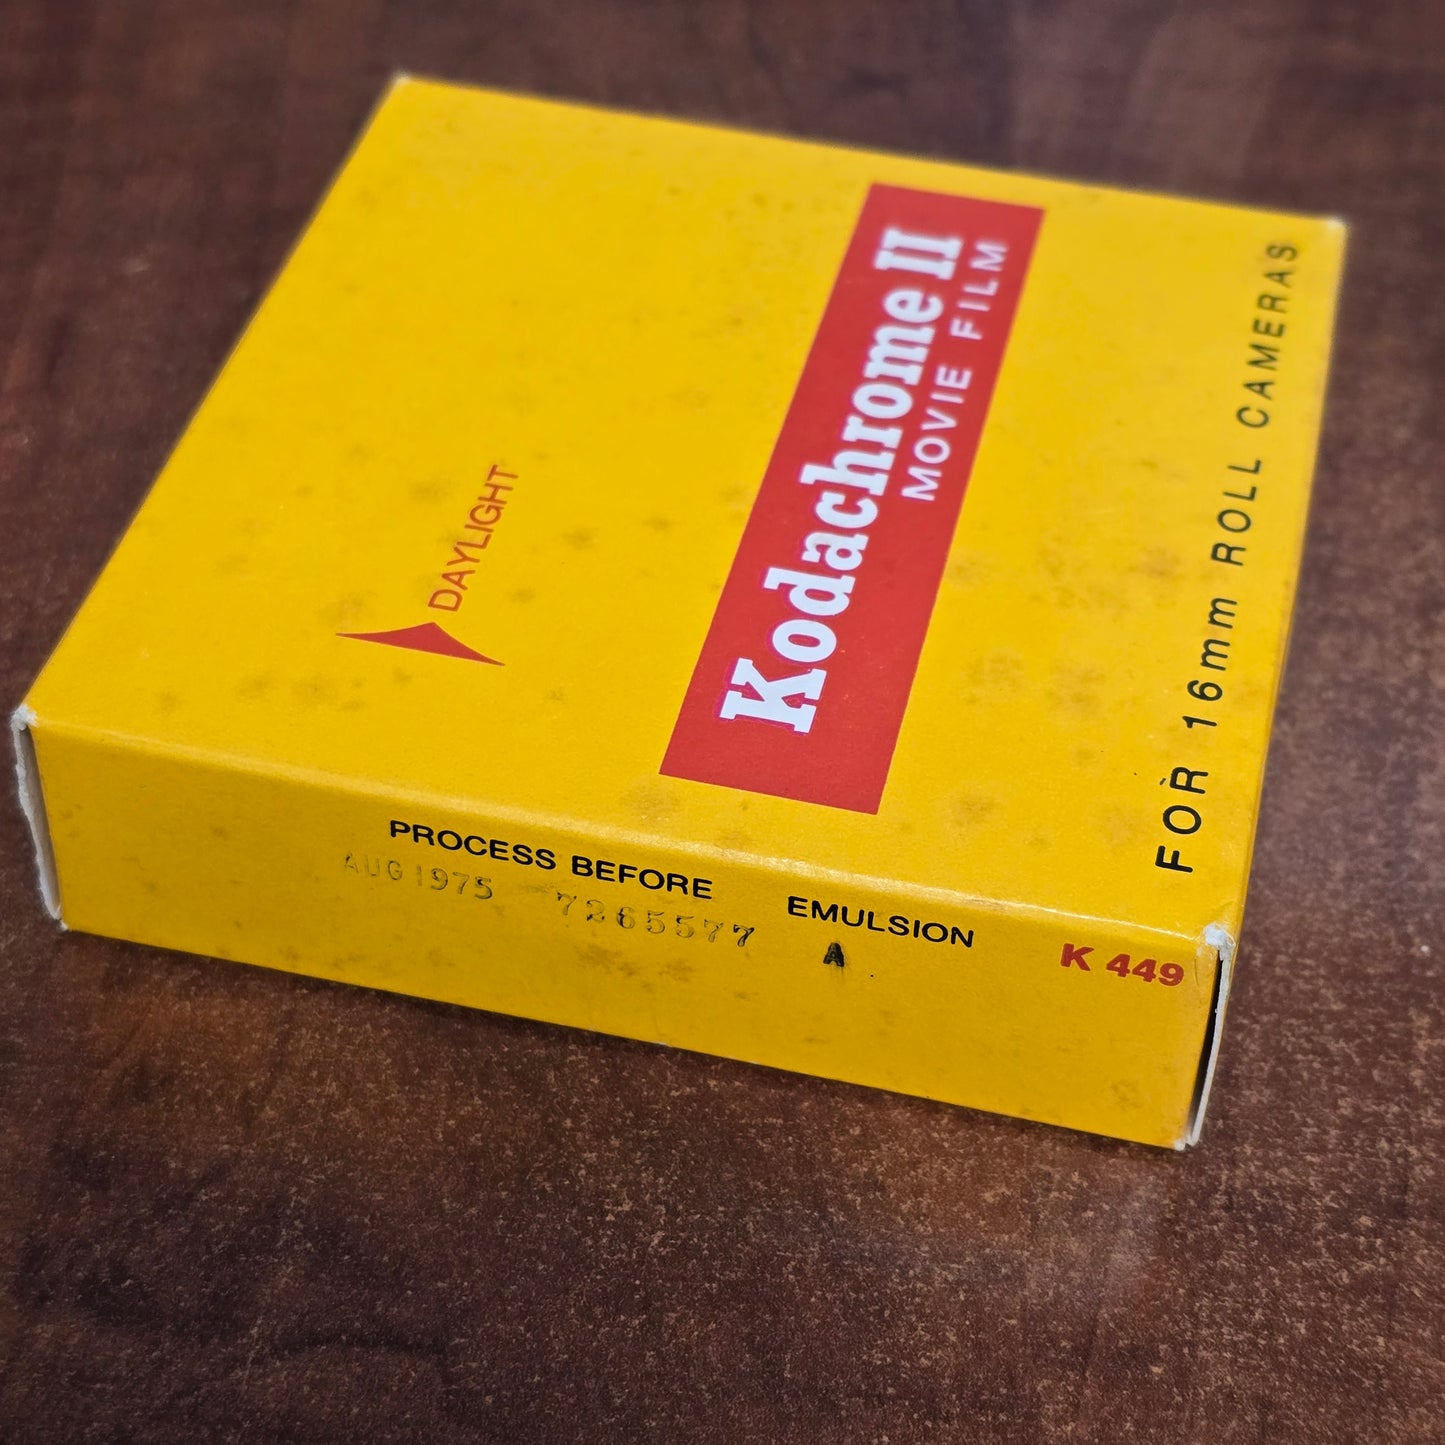 Kodachrome II
MOVIE FILM
FOR 16mm ROLL CAMERAS
DAYLIGHT
PROCESS BEFORE EMULSION K 449
AUG 1975 7265577 A